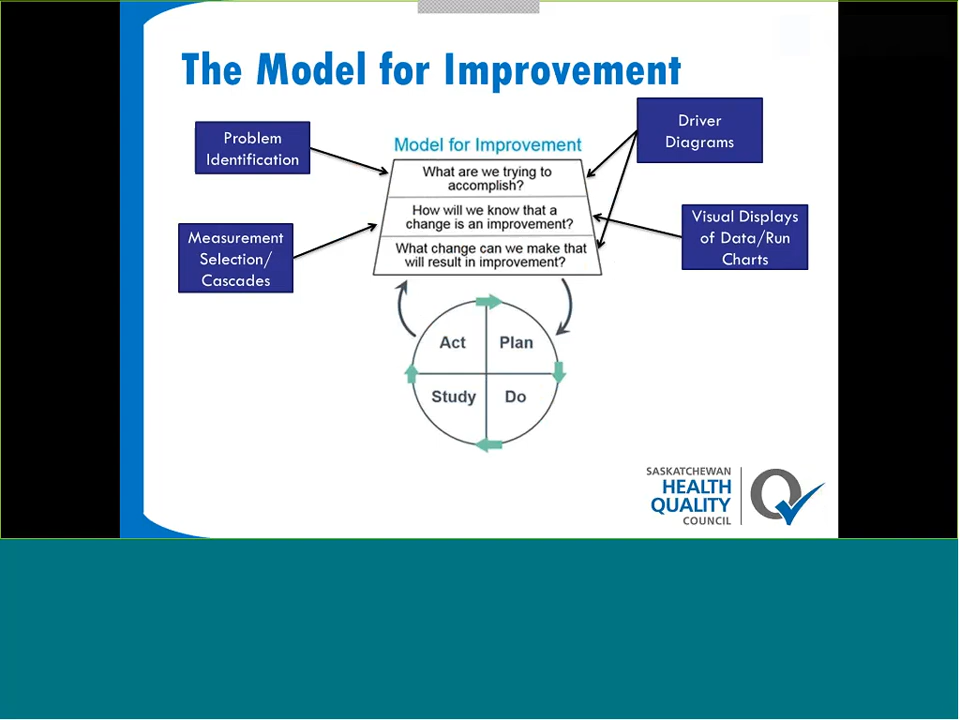 The Model for Improvement
Problem
Identification
Measurement
Selection/
Cascades
Model for Improvement
What are we trying to
accomplish?
How will we know that a
change is an improvement?
What change can we make that
will result in improvement?
Driver
Diagrams
Visual Displays
of Data/Run
Charts
Act
Plan
Study
Do
SASKATCHEWAN
HEALTH
QUALITY
COUNCIL